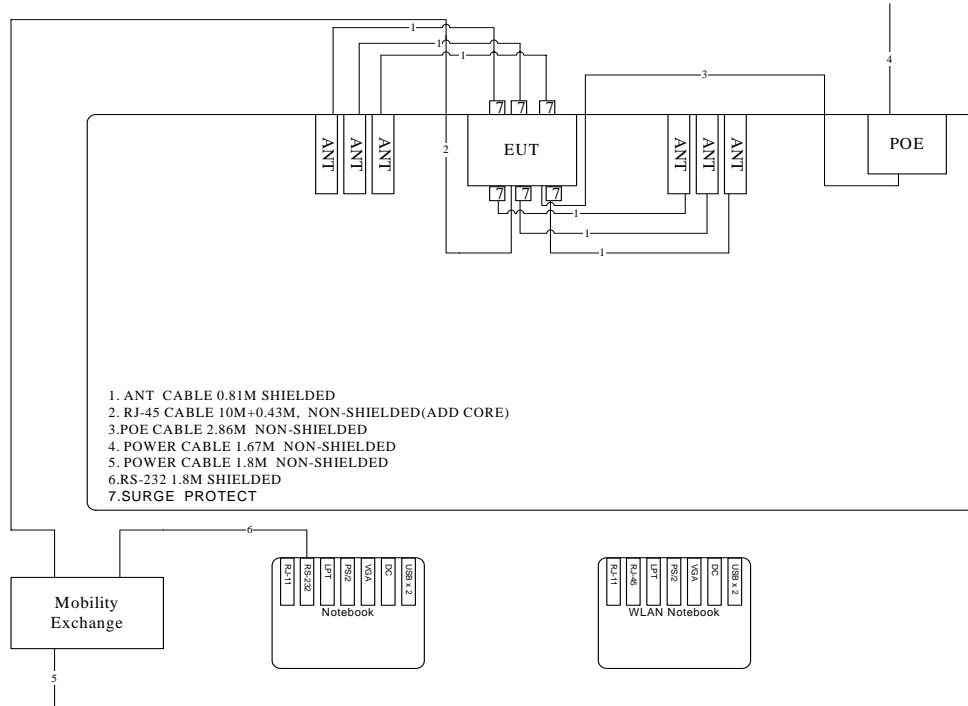 1
1
1
4
3
7 7 7
EUT
POE
ANT
ANT
ANT
ANT
ANT
ANT
2
7 7 7
1
1
1
1. ANT CABLE 0.81M SHIELDED
2. RJ-45 CABLE 10M+0.43M, NON-SHIELDED(ADD CORE)
3.POE CABLE 2.86M NON-SHIELDED
4. POWER CABLE 1.67M NON-SHIELDED
5. POWER CABLE 1.8M NON-SHIELDED
6.RS-232 1.8M SHIELDED
7.SURGE PROTECT
6
RJ-11
RS-232
LPT
PS/2
VGA
DC
USB x 2
Notebook
RJ-11
RJ-45
LPT
PS/2
VGA
DC
USB x 2
WLAN Notebook
Mobility
Exchange
5